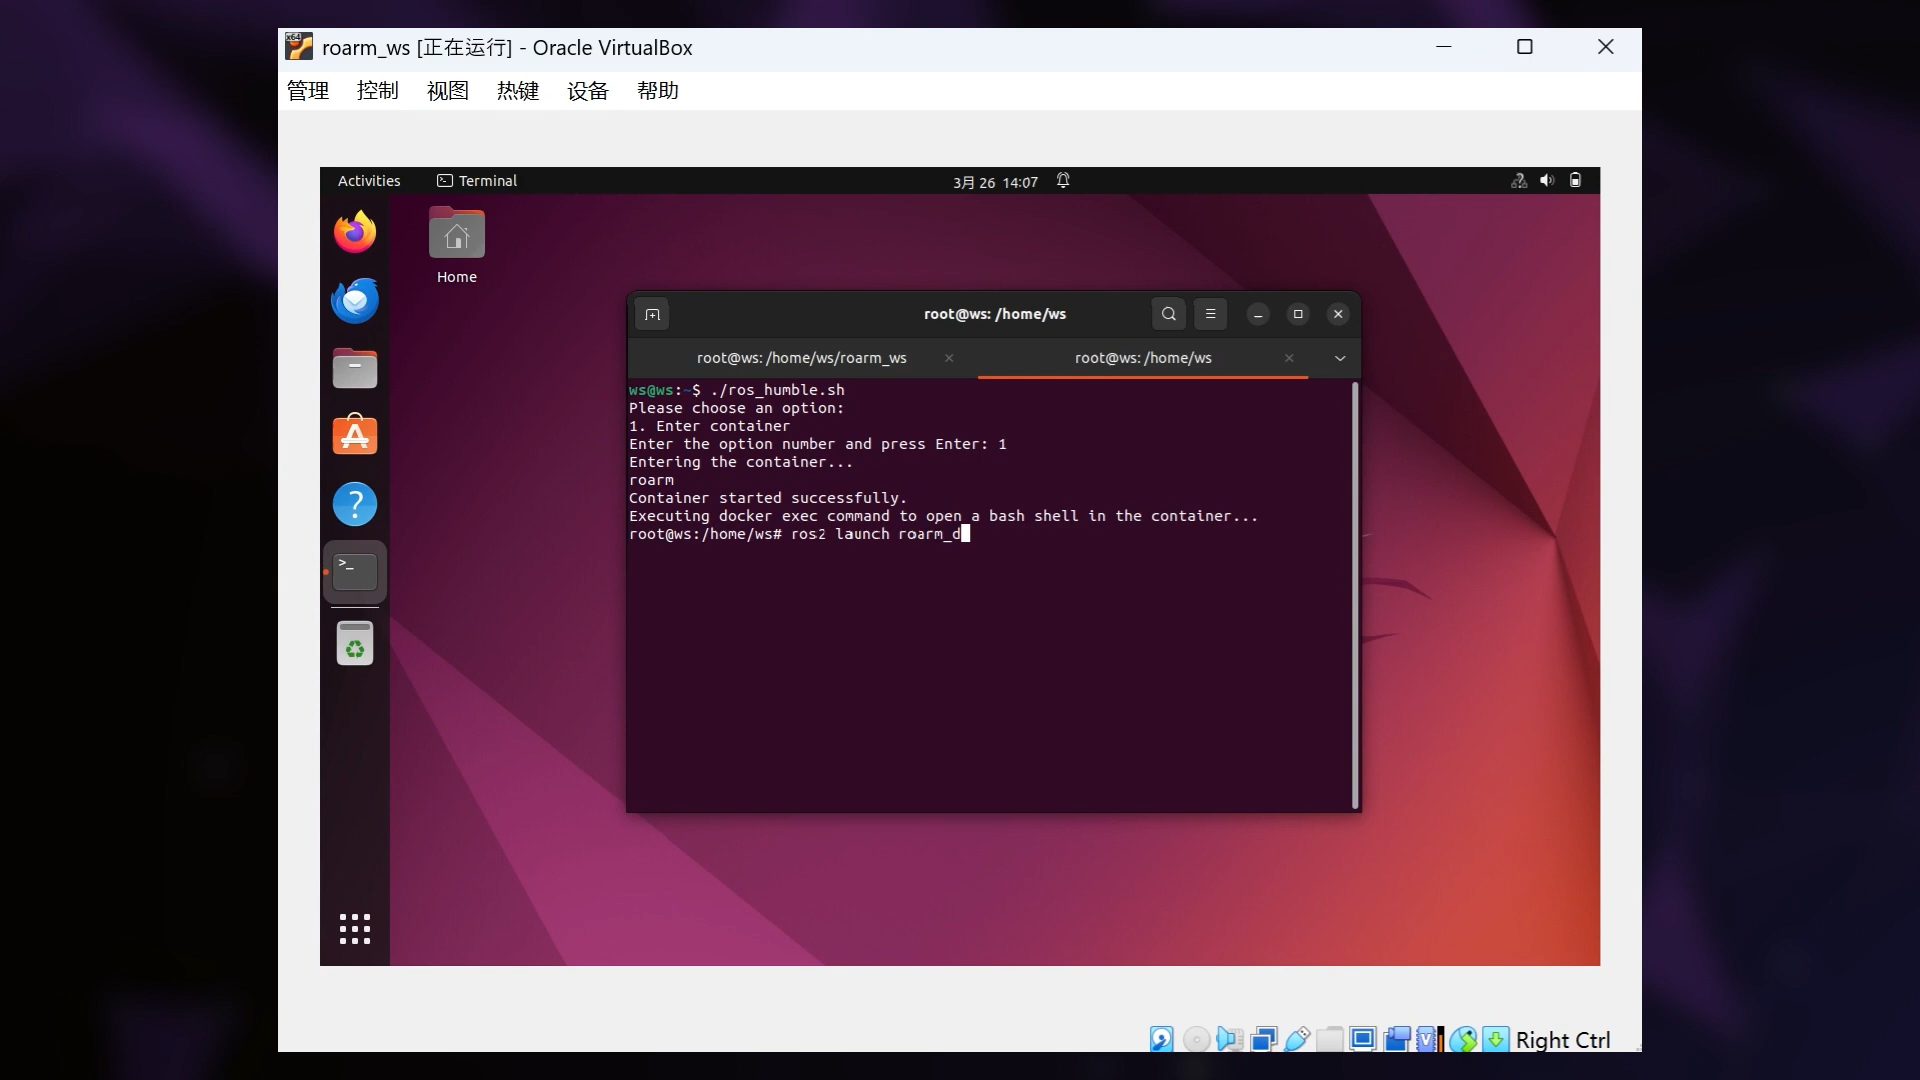 roarm_ws [正在运行] - Oracle VirtualBox
管理 控制 视图 热键 设备 帮助
Activities Terminal 3月 26 14:07
Home
root@ws: /home/ws
root@ws: /home/ws/roarm_ws root@ws: /home/ws
ws@ws:~$ ./ros_humble.sh
Please choose an option:
1. Enter container
Enter the option number and press Enter: 1
Entering the container...
roarm
Container started successfully.
Executing docker exec command to open a bash shell in the container...
root@ws:/home/ws# ros2 launch roarm_d
Right Ctrl